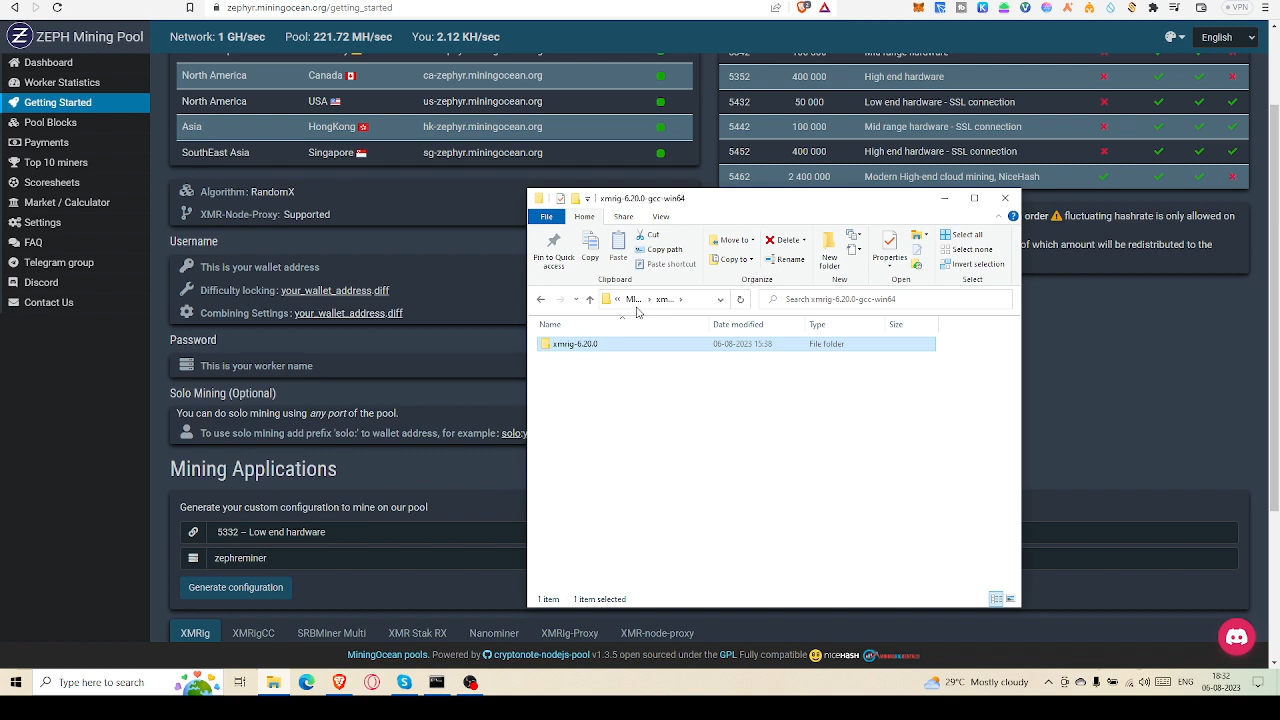 zephyr.miningocean.org/getting_started
VPN
ZEPH Mining Pool
Network: 1 GH/sec
Pool: 221.72 MH/sec
You: 2.12 KH/sec
English
Dashboard
Worker Statistics
Getting Started
Pool Blocks
Payments
Top 10 miners
Scoresheets
Market / Calculator
Settings
FAQ
Telegram group
Discord
Contact Us
North America Canada ca-zephyr.miningocean.org
North America USA us-zephyr.miningocean.org
Asia HongKong hk-zephyr.miningocean.org
SouthEast Asia Singapore sg-zephyr.miningocean.org
5352 400 000 High end hardware
5432 50 000 Low end hardware - SSL connection
5442 100 000 Mid range hardware - SSL connection
5452 400 000 High end hardware - SSL connection
5462 2 400 000 Modern High-end cloud mining, NiceHash
order fluctuating hashrate is only allowed on
of which amount will be redistributed to the
Algorithm: RandomX
XMR-Node-Proxy: Supported
Username
This is your wallet address
Difficulty locking: your_wallet_address.diff
Combining Settings: your_wallet_address.diff
Password
This is your worker name
Solo Mining (Optional)
You can do solo mining using any port of the pool.
To use solo mining add prefix 'solo:' to wallet address, for example: solo:y
Mining Applications
Generate your custom configuration to mine on our pool
5332 – Low end hardware
zephreminer
Generate configuration
XMRig XMRigCC SRBMiner Multi XMR Stak RX Nanominer XMRig-Proxy XMR-node-proxy
MiningOcean pools. Powered by cryptonote-nodejs-pool v1.3.5 open sourced under the GPL Fully compatible NICEHASH
xmrig-6.20.0-gcc-win64
File Home Share View
Pin to Quick access
Copy
Paste
Cut
Copy path
Paste shortcut
Clipboard
Move to
Copy to
Delete
Rename
Organize
New folder
New
Properties
Open
Select all
Select none
Invert selection
Select
« MI... › xm... ›
Search xmrig-6.20.0-gcc-win64
Name Date modified Type Size
xmrig-6.20.0 06-08-2023 15:38 File folder
1 item 1 item selected
Type here to search
29°C Mostly cloudy
ENG
18:32
06-08-2023